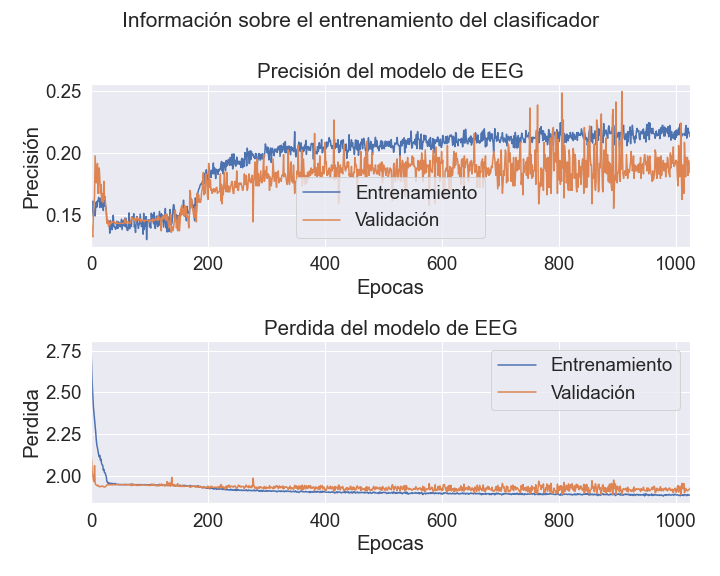 Información sobre el entrenamiento del clasificador
Precisión del modelo de EEG
0.25
0.20
0.15
Precisión
Entrenamiento
Validación
0 200 400 600 800 1000
Epocas
Perdida del modelo de EEG
2.75
2.50
2.25
2.00
Perdida
Entrenamiento
Validación
0 200 400 600 800 1000
Epocas